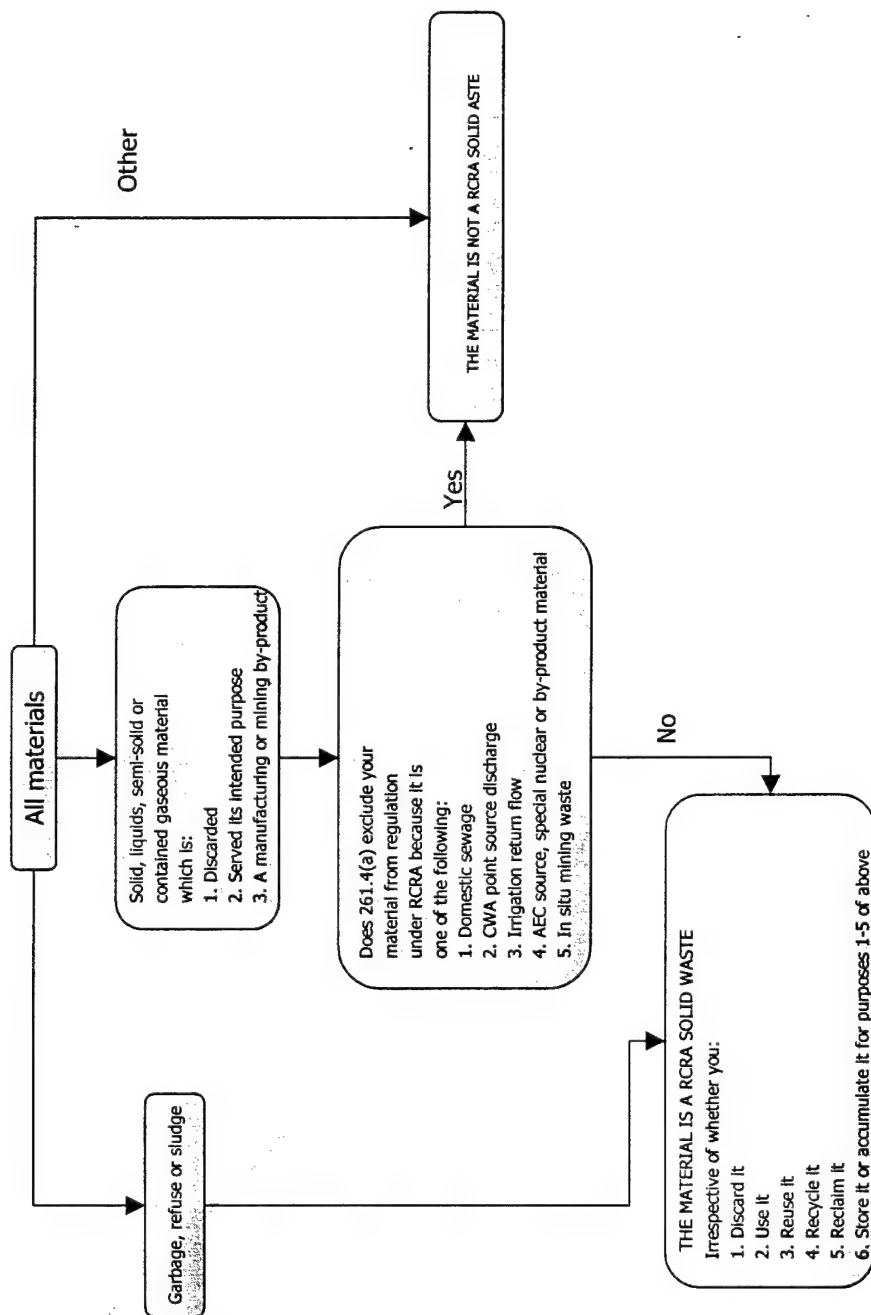 All materials
Garbage, refuse or sludge
Solid, liquids, semi-solid or
contained gaseous material
which is:
1. Discarded
2. Served its intended purpose
3. A manufacturing or mining by-product
Other
Does 261.4(a) exclude your
material from regulation
under RCRA because it is
one of the following:
1. Domestic sewage
2. CWA point source discharge
3. Irrigation return flow
4. AEC source, special nuclear or by-product material
5. In situ mining waste
Yes
THE MATERIAL IS NOT A RCRA SOLID ASTE
No
THE MATERIAL IS A RCRA SOLID WASTE
Irrespective of whether you:
1. Discard it
2. Use it
3. Reuse it
4. Recycle it
5. Reclaim it
6. Store it or accumulate it for purposes 1-5 of above